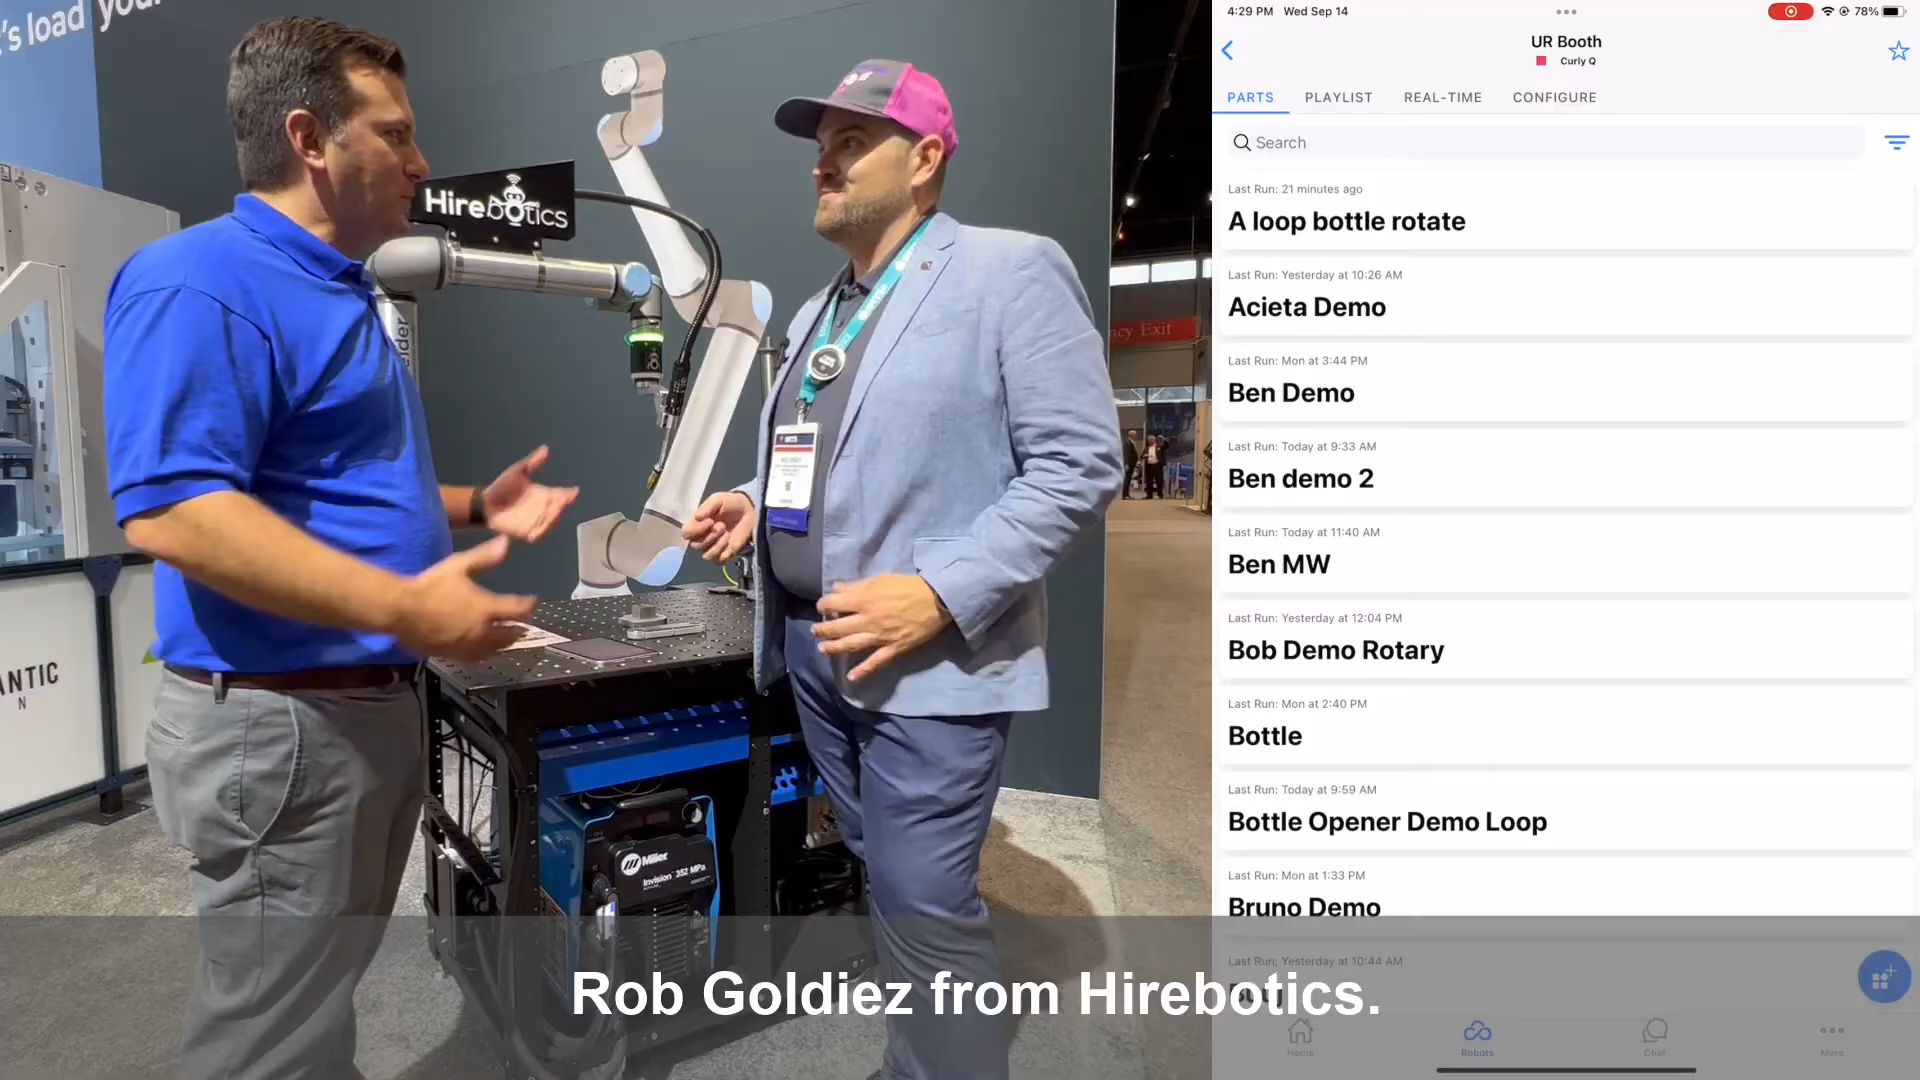 's load you
Hirebotics
elder
ncy Exit
ANTIC
N
Miller
Invision 352 MPa
Rob Goldiez from Hirebotics.
4:29 PM Wed Sep 14
78%
UR Booth
Curly Q
PARTS PLAYLIST REAL-TIME CONFIGURE
Search
Last Run: 21 minutes ago
A loop bottle rotate
Last Run: Yesterday at 10:26 AM
Acieta Demo
Last Run: Mon at 3:44 PM
Ben Demo
Last Run: Today at 9:33 AM
Ben demo 2
Last Run: Today at 11:40 AM
Ben MW
Last Run: Yesterday at 12:04 PM
Bob Demo Rotary
Last Run: Mon at 2:40 PM
Bottle
Last Run: Today at 9:59 AM
Bottle Opener Demo Loop
Last Run: Mon at 1:33 PM
Bruno Demo
Last Run: Yesterday at 10:44 AM
Home Robots Chat More